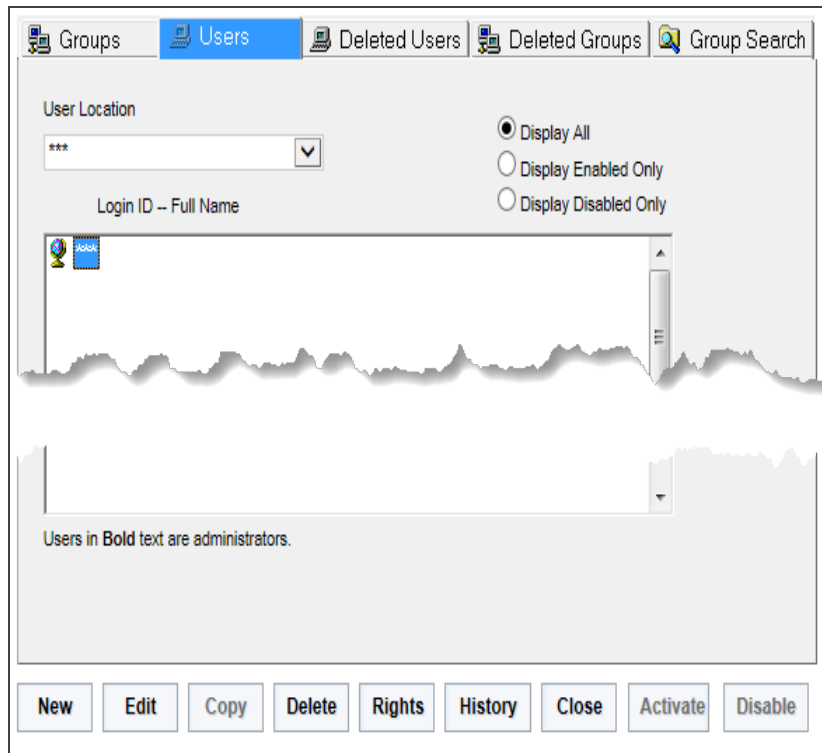 Groups Users Deleted Users Deleted Groups Group Search
User Location
***
Display All
Display Enabled Only
Display Disabled Only
Login ID -- Full Name
***
Users in Bold text are administrators.
New Edit Copy Delete Rights History Close Activate Disable